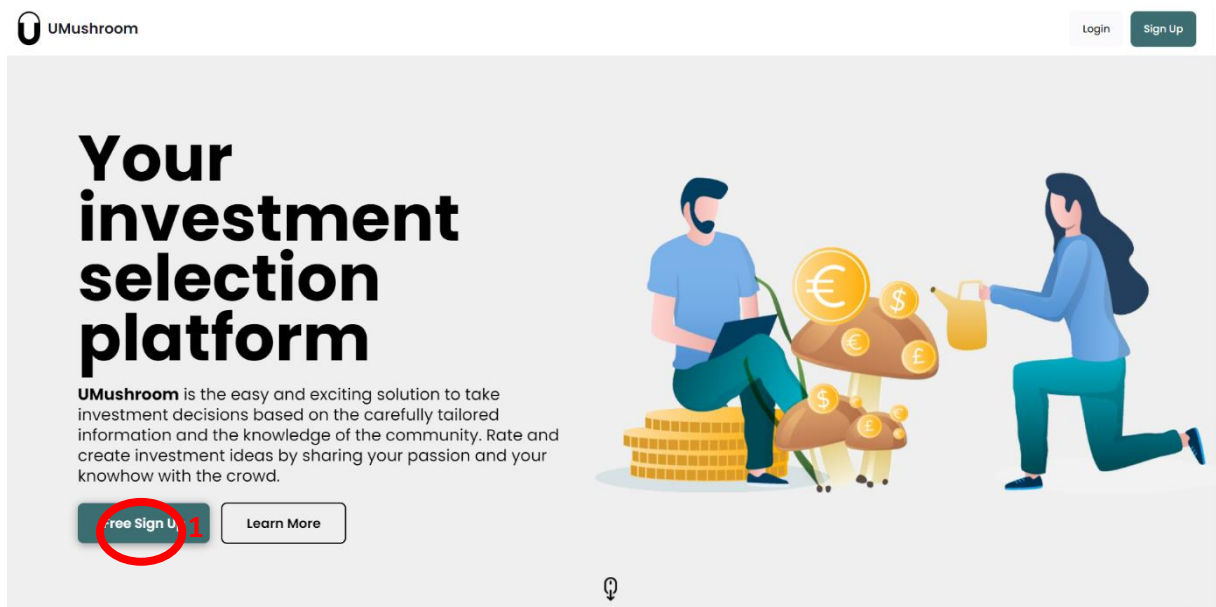 UMushroom
Login
Sign Up
Your
investment
selection
platform
UMushroom is the easy and exciting solution to take
investment decisions based on the carefully tailored
information and the knowledge of the community. Rate and
create investment ideas by sharing your passion and your
knowhow with the crowd.
Free Sign Up 1
Learn More
€
$
€
£
$
£
€